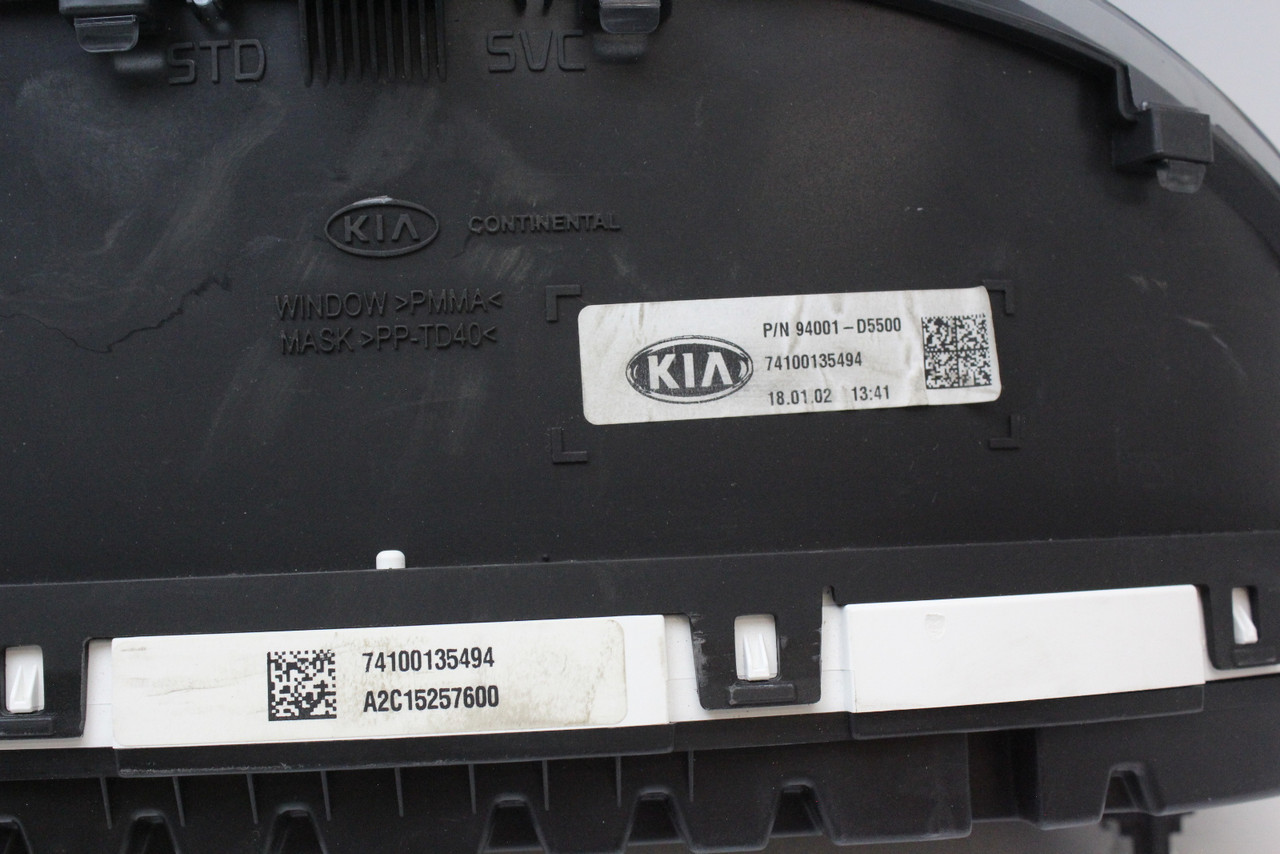 STD
SVC
KIA CONTINENTAL
WINDOW >PMMA<
MASK >PP-TD40<
KIA
P/N 94001-D5500
74100135494
18.01.02 13:41
74100135494
A2C15257600